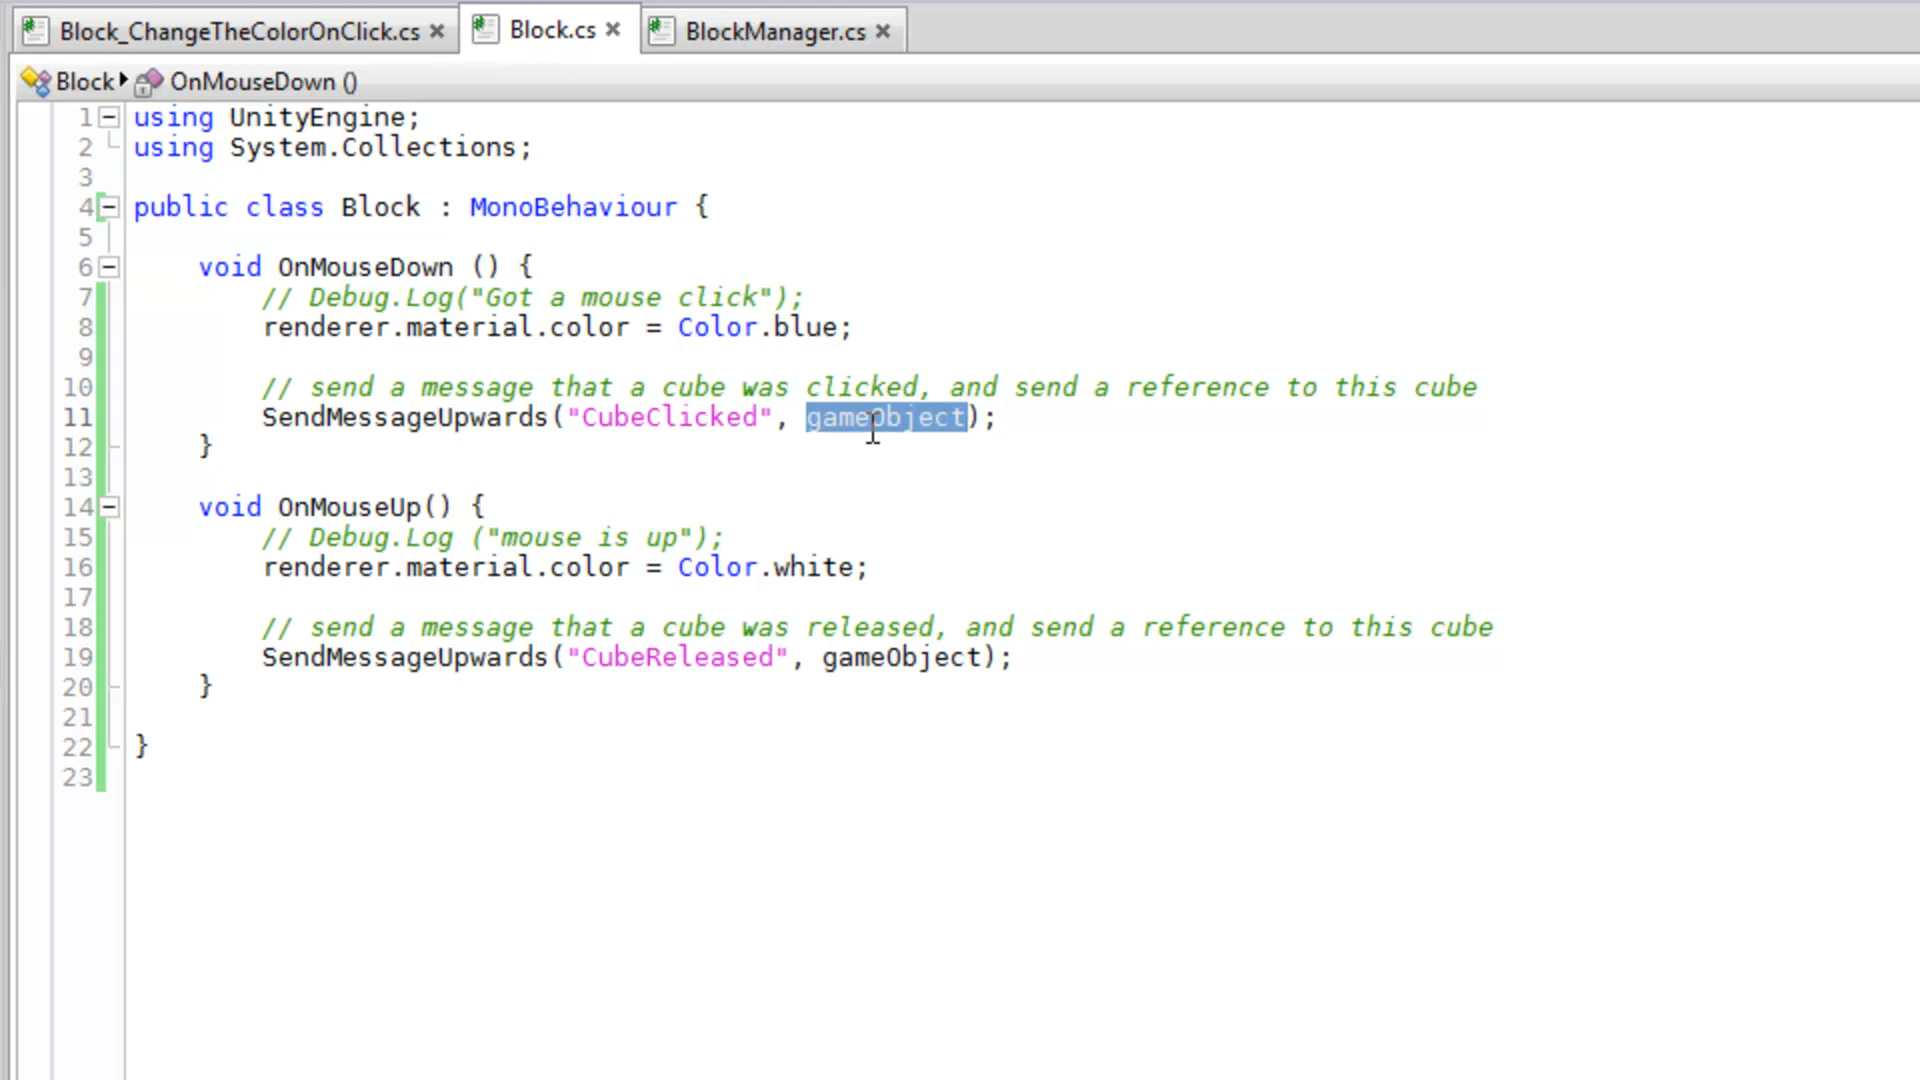 Block_ChangeTheColorOnClick.cs Block.cs BlockManager.cs
Block OnMouseDown ()
1 using UnityEngine;
2 using System.Collections;
3
4 public class Block : MonoBehaviour {
5
6 void OnMouseDown () {
7 // Debug.Log("Got a mouse click");
8 renderer.material.color = Color.blue;
9
10 // send a message that a cube was clicked, and send a reference to this cube
11 SendMessageUpwards("CubeClicked", gameObject);
12 }
13
14 void OnMouseUp() {
15 // Debug.Log ("mouse is up");
16 renderer.material.color = Color.white;
17
18 // send a message that a cube was released, and send a reference to this cube
19 SendMessageUpwards("CubeReleased", gameObject);
20 }
21
22 }
23